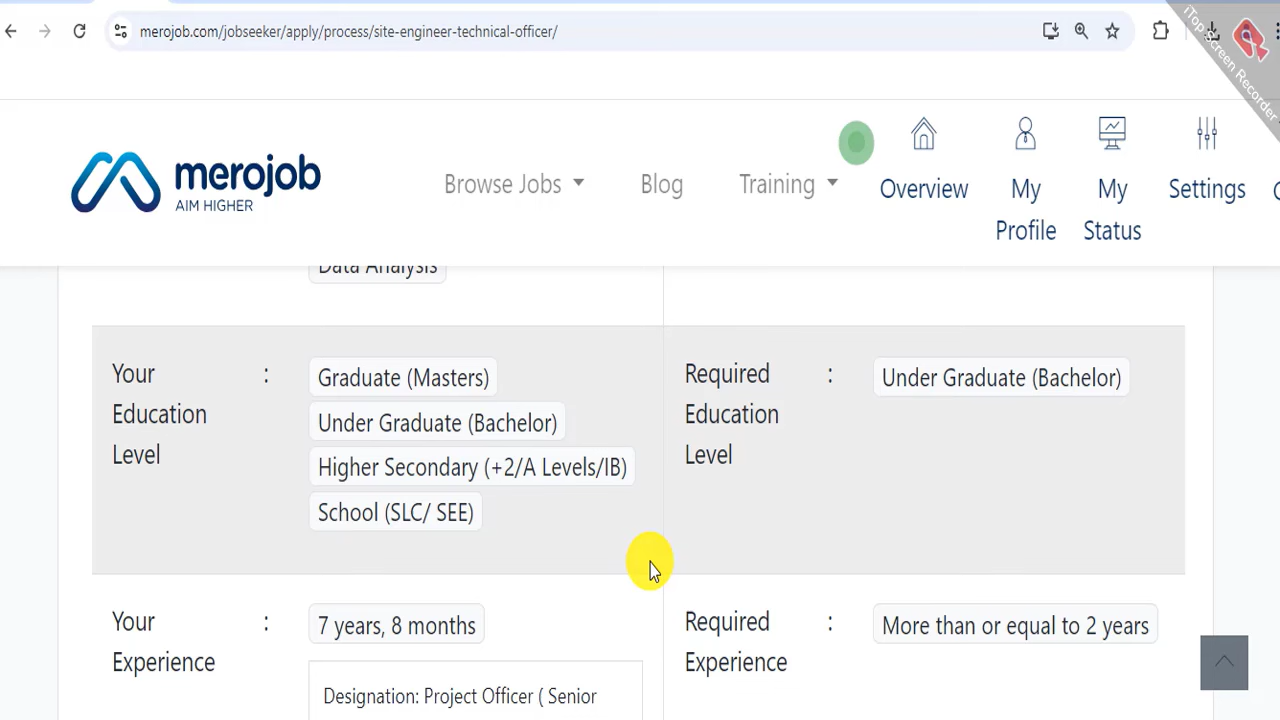 merojob.com/jobseeker/apply/process/site-engineer-technical-officer/
iTop Screen Recorder
merojob
AIM HIGHER
Browse Jobs
Blog
Training
Overview
My Profile
My Status
Settings
Data Analysis
Your Education Level
:
Graduate (Masters)
Under Graduate (Bachelor)
Higher Secondary (+2/A Levels/IB)
School (SLC/ SEE)
Required Education Level
:
Under Graduate (Bachelor)
Your Experience
:
7 years, 8 months
Designation: Project Officer ( Senior
Required Experience
:
More than or equal to 2 years